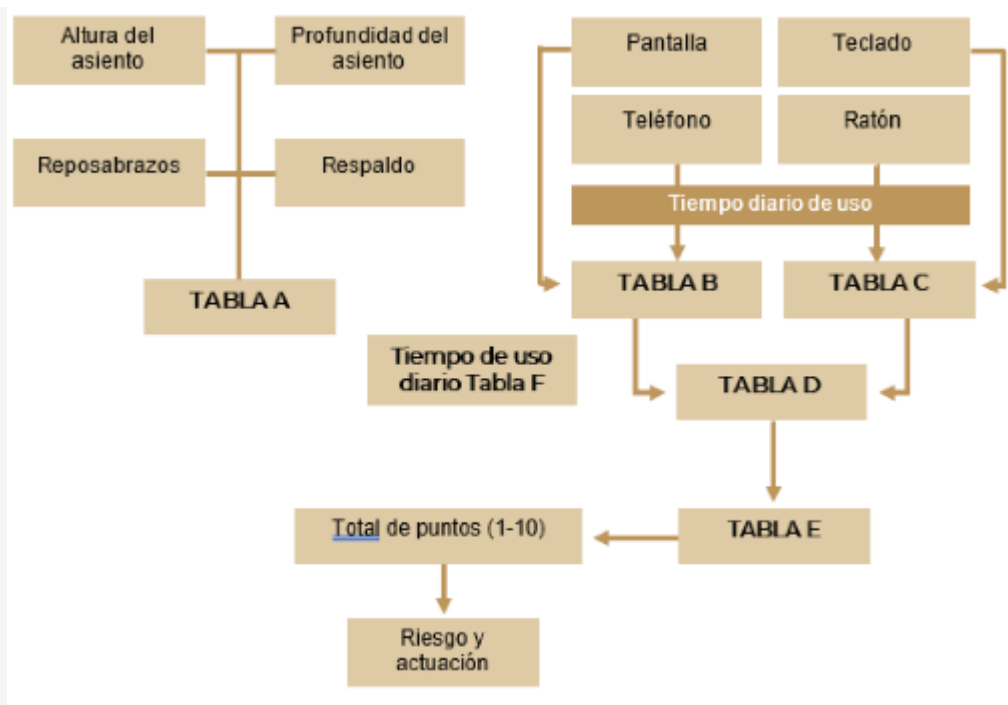 Altura del
asiento
Profundidad del
asiento
Pantalla
Teclado
Teléfono
Ratón
Reposabrazos
Respaldo
Tiempo diario de uso
TABLA A
TABLA B
TABLA C
Tiempo de uso
diario Tabla F
TABLA D
Total de puntos (1-10)
TABLA E
Riesgo y
actuación